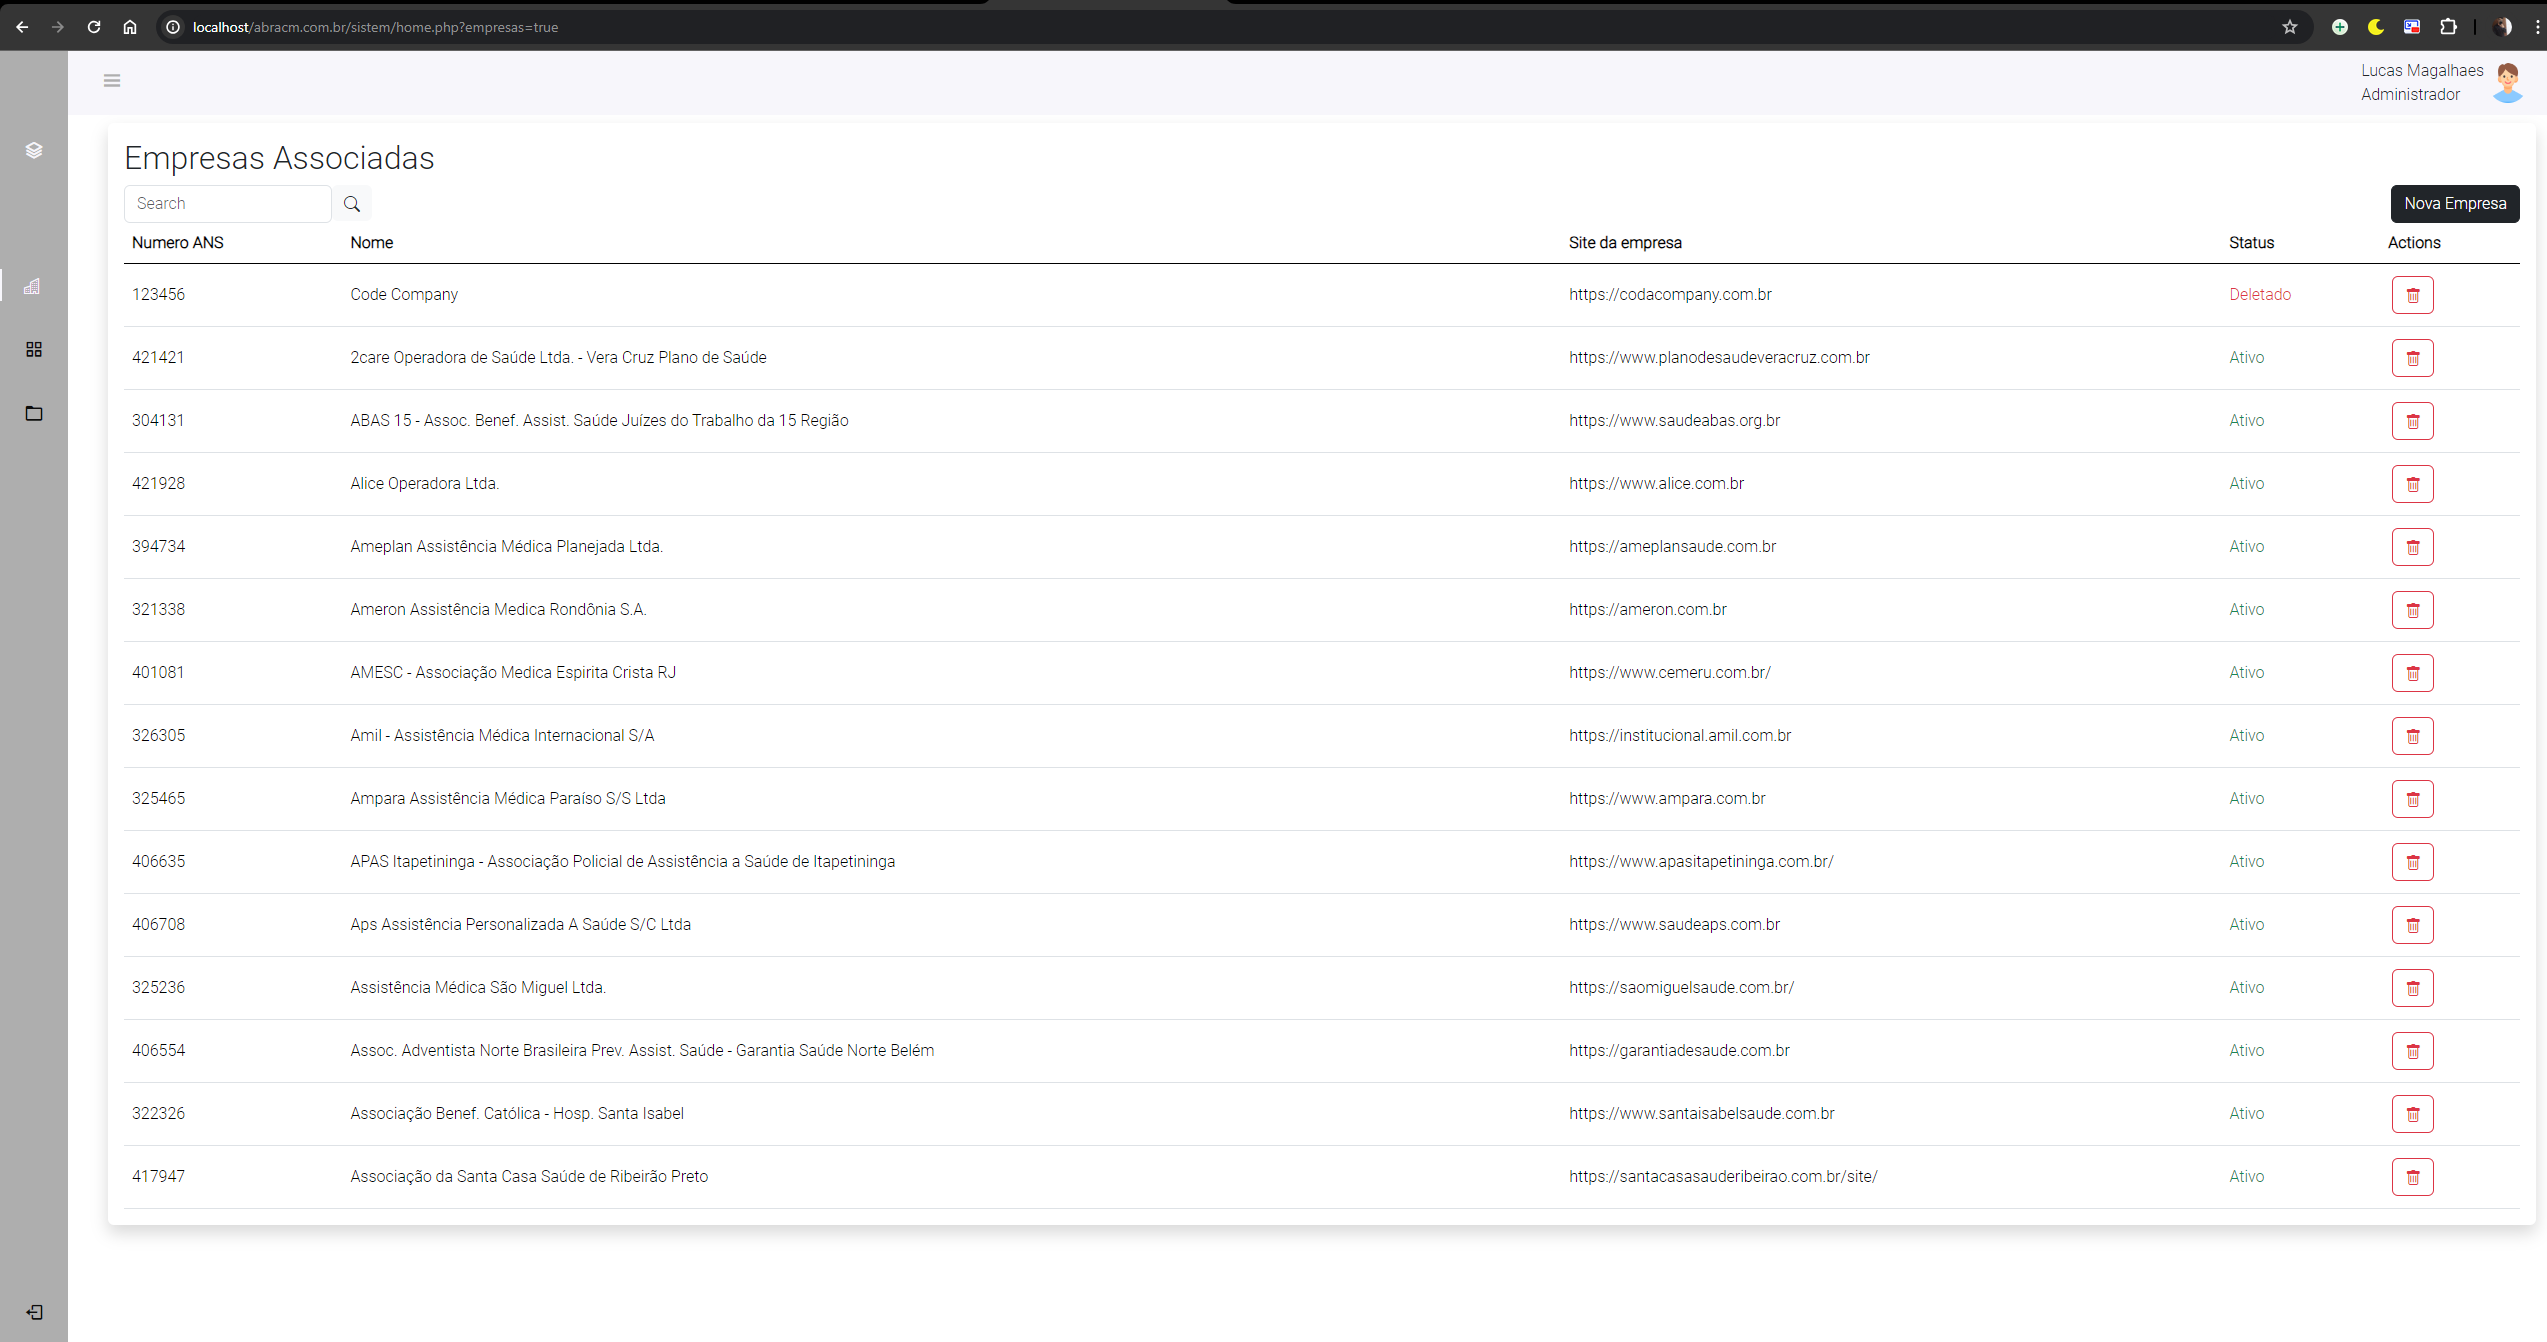 localhost/abracm.com.br/sistem/home.php?empresas=true
Lucas Magalhaes
Administrador
Empresas Associadas
Search
Nova Empresa
Numero ANS Nome Site da empresa Status Actions
123456 Code Company https://codacompany.com.br Deletado
421421 2care Operadora de Saúde Ltda. - Vera Cruz Plano de Saúde https://www.planodesaudeveracruz.com.br Ativo
304131 ABAS 15 - Assoc. Benef. Assist. Saúde Juízes do Trabalho da 15 Região https://www.saudeabas.org.br Ativo
421928 Alice Operadora Ltda. https://www.alice.com.br Ativo
394734 Ameplan Assistência Médica Planejada Ltda. https://ameplansaude.com.br Ativo
321338 Ameron Assistência Medica Rondônia S.A. https://ameron.com.br Ativo
401081 AMESC - Associação Medica Espirita Crista RJ https://www.cemeru.com.br/ Ativo
326305 Amil - Assistência Médica Internacional S/A https://institucional.amil.com.br Ativo
325465 Ampara Assistência Médica Paraíso S/S Ltda https://www.ampara.com.br Ativo
406635 APAS Itapetininga - Associação Policial de Assistência a Saúde de Itapetininga https://www.apasitapetininga.com.br/ Ativo
406708 Aps Assistência Personalizada A Saúde S/C Ltda https://www.saudeaps.com.br Ativo
325236 Assistência Médica São Miguel Ltda. https://saomiguelsaude.com.br/ Ativo
406554 Assoc. Adventista Norte Brasileira Prev. Assist. Saúde - Garantia Saúde Norte Belém https://garantiadesaude.com.br Ativo
322326 Associação Benef. Católica - Hosp. Santa Isabel https://www.santaisabelsaude.com.br Ativo
417947 Associação da Santa Casa Saúde de Ribeirão Preto https://santacasasauderibeirao.com.br/site/ Ativo